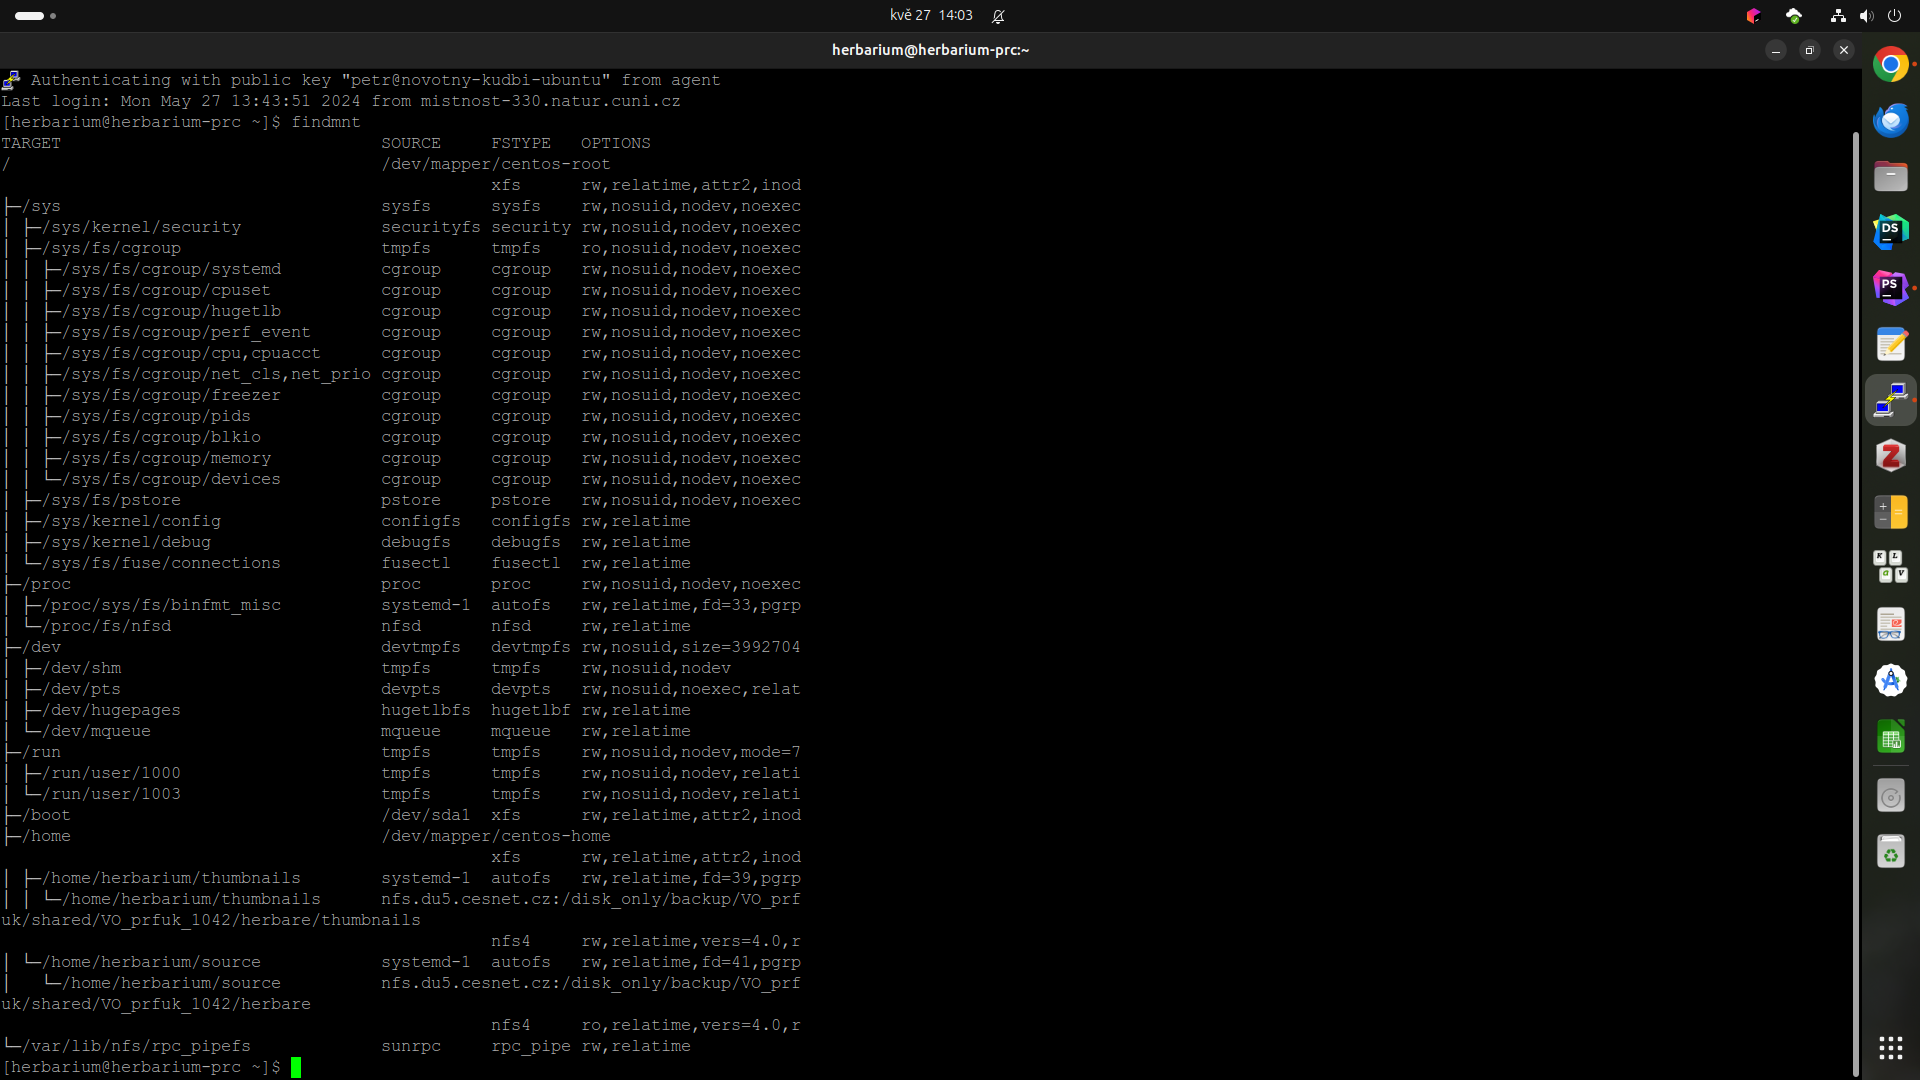 kvě 27 14:03
herbarium@herbarium-prc:~
Authenticating with public key "petr@novotny-kudbi-ubuntu" from agent
Last login: Mon May 27 13:43:51 2024 from mistnost-330.natur.cuni.cz
[herbarium@herbarium-prc ~]$ findmnt
TARGET SOURCE FSTYPE OPTIONS
/ /dev/mapper/centos-root
xfs rw,relatime,attr2,inod
├─/sys sysfs sysfs rw,nosuid,nodev,noexec
│ ├─/sys/kernel/security securityfs security rw,nosuid,nodev,noexec
│ ├─/sys/fs/cgroup tmpfs tmpfs ro,nosuid,nodev,noexec
│ │ ├─/sys/fs/cgroup/systemd cgroup cgroup rw,nosuid,nodev,noexec
│ │ ├─/sys/fs/cgroup/cpuset cgroup cgroup rw,nosuid,nodev,noexec
│ │ ├─/sys/fs/cgroup/hugetlb cgroup cgroup rw,nosuid,nodev,noexec
│ │ ├─/sys/fs/cgroup/perf_event cgroup cgroup rw,nosuid,nodev,noexec
│ │ ├─/sys/fs/cgroup/cpu,cpuacct cgroup cgroup rw,nosuid,nodev,noexec
│ │ ├─/sys/fs/cgroup/net_cls,net_prio cgroup cgroup rw,nosuid,nodev,noexec
│ │ ├─/sys/fs/cgroup/freezer cgroup cgroup rw,nosuid,nodev,noexec
│ │ ├─/sys/fs/cgroup/pids cgroup cgroup rw,nosuid,nodev,noexec
│ │ ├─/sys/fs/cgroup/blkio cgroup cgroup rw,nosuid,nodev,noexec
│ │ ├─/sys/fs/cgroup/memory cgroup cgroup rw,nosuid,nodev,noexec
│ │ └─/sys/fs/cgroup/devices cgroup cgroup rw,nosuid,nodev,noexec
│ ├─/sys/fs/pstore pstore pstore rw,nosuid,nodev,noexec
│ ├─/sys/kernel/config configfs configfs rw,relatime
│ ├─/sys/kernel/debug debugfs debugfs rw,relatime
│ └─/sys/fs/fuse/connections fusectl fusectl rw,relatime
├─/proc proc proc rw,nosuid,nodev,noexec
│ ├─/proc/sys/fs/binfmt_misc systemd-1 autofs rw,relatime,fd=33,pgrp
│ └─/proc/fs/nfsd nfsd nfsd rw,relatime
├─/dev devtmpfs devtmpfs rw,nosuid,size=3992704
│ ├─/dev/shm tmpfs tmpfs rw,nosuid,nodev
│ ├─/dev/pts devpts devpts rw,nosuid,noexec,relat
│ ├─/dev/hugepages hugetlbfs hugetlbf rw,relatime
│ └─/dev/mqueue mqueue mqueue rw,relatime
├─/run tmpfs tmpfs rw,nosuid,nodev,mode=7
│ ├─/run/user/1000 tmpfs tmpfs rw,nosuid,nodev,relati
│ └─/run/user/1003 tmpfs tmpfs rw,nosuid,nodev,relati
├─/boot /dev/sda1 xfs rw,relatime,attr2,inod
├─/home /dev/mapper/centos-home
xfs rw,relatime,attr2,inod
│ ├─/home/herbarium/thumbnails systemd-1 autofs rw,relatime,fd=39,pgrp
│ │ └─/home/herbarium/thumbnails nfs.du5.cesnet.cz:/disk_only/backup/VO_prf
uk/shared/VO_prfuk_1042/herbare/thumbnails
nfs4 rw,relatime,vers=4.0,r
│ └─/home/herbarium/source systemd-1 autofs rw,relatime,fd=41,pgrp
│ └─/home/herbarium/source nfs.du5.cesnet.cz:/disk_only/backup/VO_prf
uk/shared/VO_prfuk_1042/herbare
nfs4 ro,relatime,vers=4.0,r
└─/var/lib/nfs/rpc_pipefs sunrpc rpc_pipe rw,relatime
[herbarium@herbarium-prc ~]$
DS
PS
Z
K L
a V